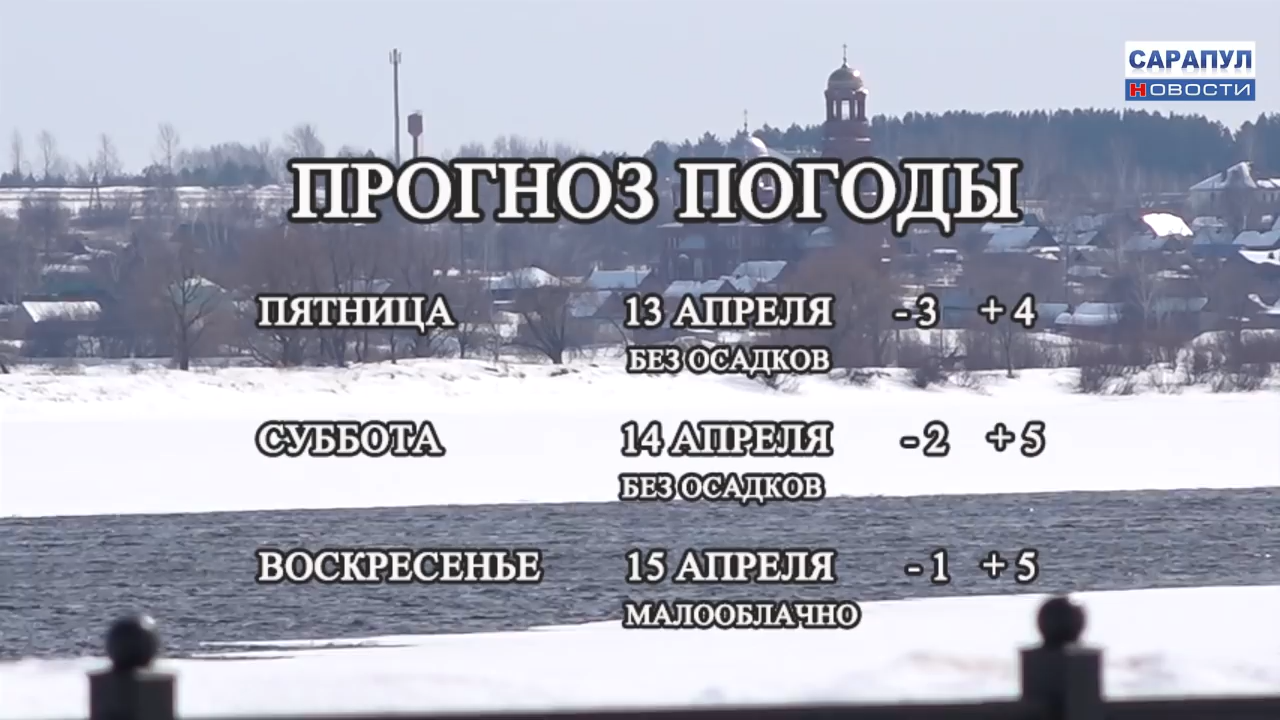 САРАПУЛ
НОВОСТИ
ПРОГНОЗ ПОГОДЫ
ПЯТНИЦА 13 АПРЕЛЯ -3 +4
БЕЗ ОСАДКОВ
СУББОТА 14 АПРЕЛЯ -2 +5
БЕЗ ОСАДКОВ
ВОСКРЕСЕНЬЕ 15 АПРЕЛЯ -1 +5
МАЛООБЛАЧНО